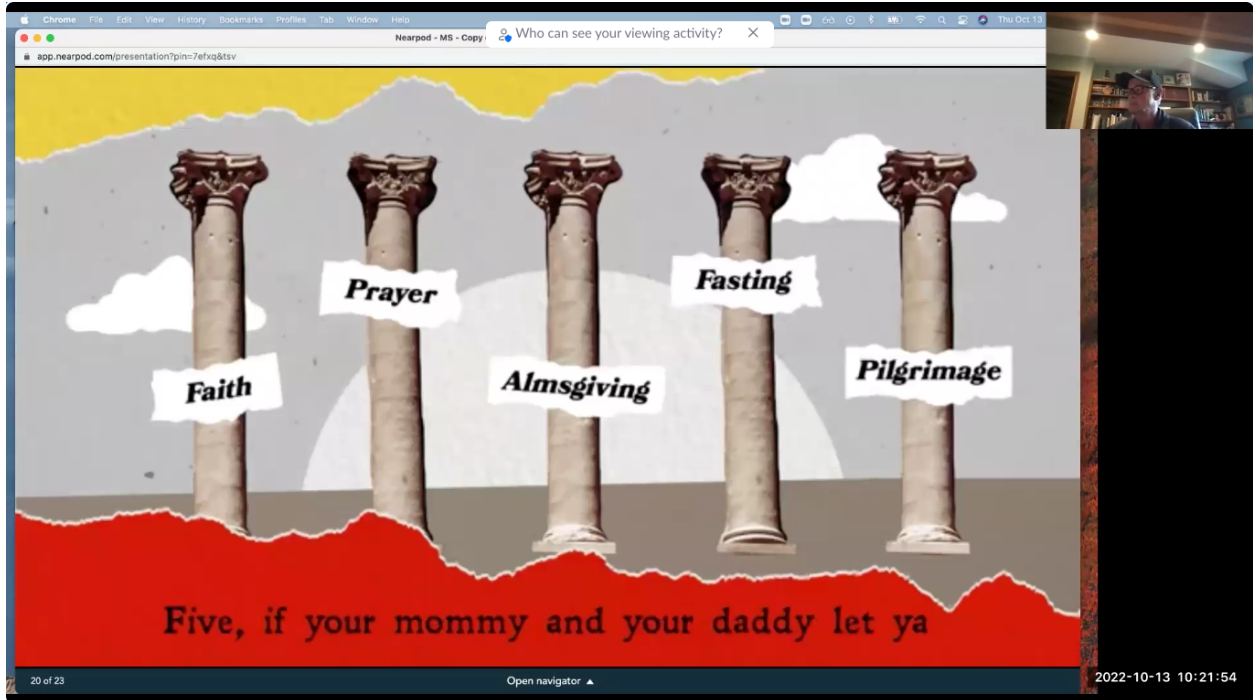 Chrome File Edit View History Bookmarks Profiles Tab Window Help
Thu Oct 13
Nearpod - MS - Copy
Who can see your viewing activity?
app.nearpod.com/presentation?pin=7efxq&tsv
Prayer
Fasting
Faith
Almsgiving
Pilgrimage
Five, if your mommy and your daddy let ya
20 of 23
Open navigator
2022-10-13 10:21:54